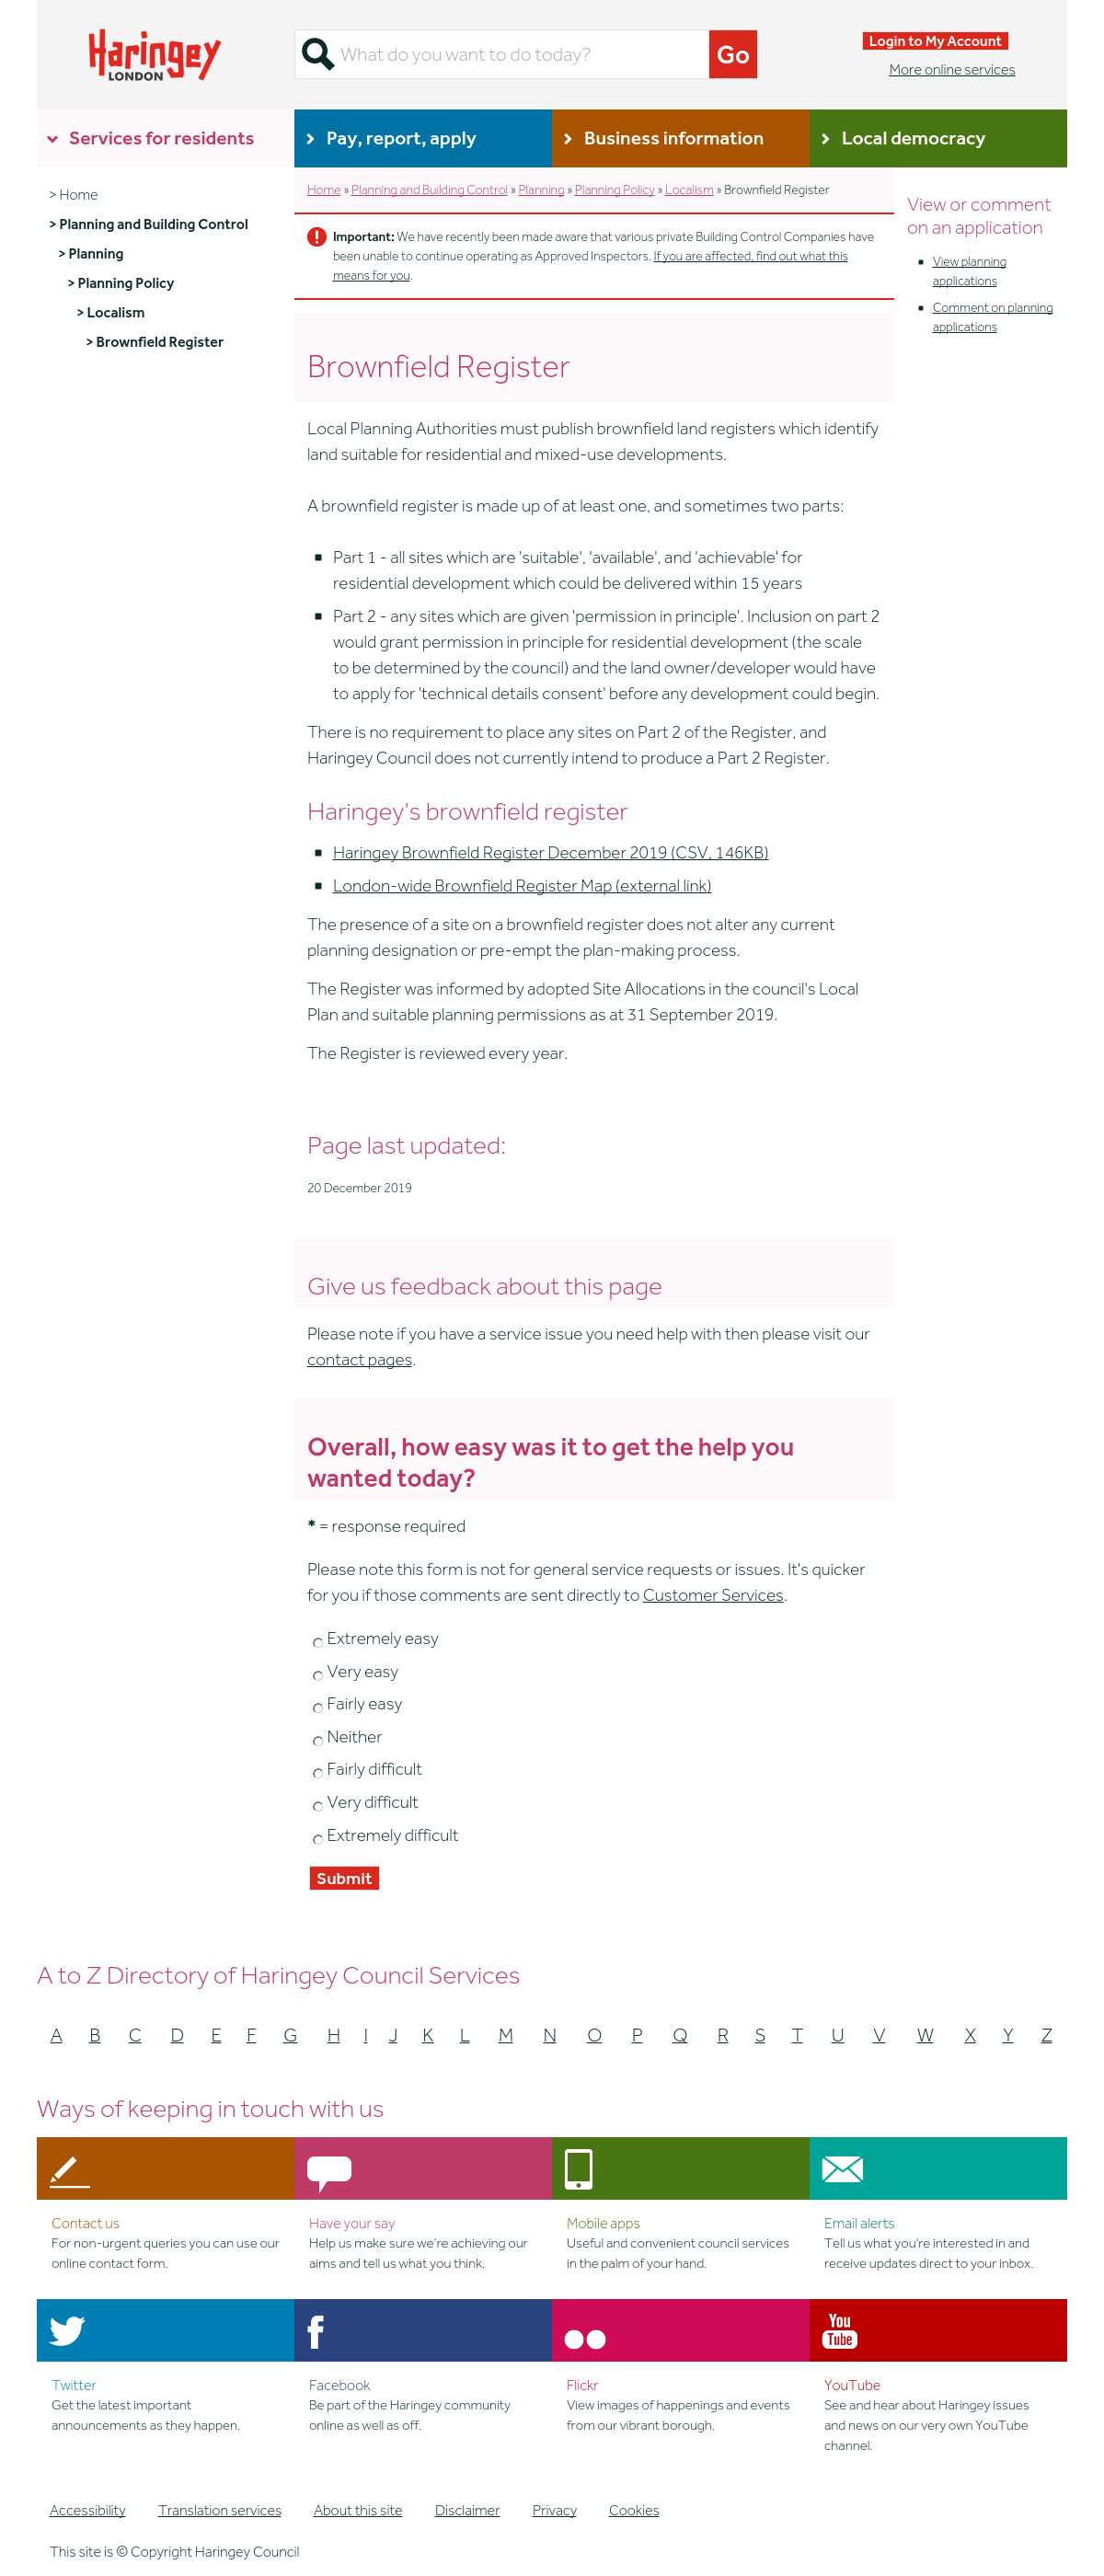 Haringey
LONDON
What do you want to do today?
Go
Login to My Account
More online services
Services for residents
Pay, report, apply
Business information
Local democracy
> Home
> Planning and Building Control
> Planning
> Planning Policy
> Localism
> Brownfield Register
Home » Planning and Building Control » Planning » Planning Policy » Localism » Brownfield Register
Important: We have recently been made aware that various private Building Control Companies have
been unable to continue operating as Approved Inspectors. If you are affected, find out what this
means for you.
View or comment
on an application
View planning
applications
Comment on planning
applications
Brownfield Register
Local Planning Authorities must publish brownfield land registers which identify
land suitable for residential and mixed-use developments.
A brownfield register is made up of at least one, and sometimes two parts:
Part 1 - all sites which are 'suitable', 'available', and 'achievable' for
residential development which could be delivered within 15 years
Part 2 - any sites which are given 'permission in principle'. Inclusion on part 2
would grant permission in principle for residential development (the scale
to be determined by the council) and the land owner/developer would have
to apply for 'technical details consent' before any development could begin.
There is no requirement to place any sites on Part 2 of the Register, and
Haringey Council does not currently intend to produce a Part 2 Register.
Haringey's brownfield register
Haringey Brownfield Register December 2019 (CSV, 146KB)
London-wide Brownfield Register Map (external link)
The presence of a site on a brownfield register does not alter any current
planning designation or pre-empt the plan-making process.
The Register was informed by adopted Site Allocations in the council's Local
Plan and suitable planning permissions as at 31 September 2019.
The Register is reviewed every year.
Page last updated:
20 December 2019
Give us feedback about this page
Please note if you have a service issue you need help with then please visit our
contact pages.
Overall, how easy was it to get the help you
wanted today?
* = response required
Please note this form is not for general service requests or issues. It's quicker
for you if those comments are sent directly to Customer Services.
Extremely easy
Very easy
Fairly easy
Neither
Fairly difficult
Very difficult
Extremely difficult
Submit
A to Z Directory of Haringey Council Services
A B C D E F G H I J K L M N O P Q R S T U V W X Y Z
Ways of keeping in touch with us
Contact us
For non-urgent queries you can use our
online contact form.
Have your say
Help us make sure we're achieving our
aims and tell us what you think.
Mobile apps
Useful and convenient council services
in the palm of your hand.
Email alerts
Tell us what you're interested in and
receive updates direct to your inbox.
You
Tube
Twitter
Get the latest important
announcements as they happen.
Facebook
Be part of the Haringey community
online as well as off.
Flickr
View images of happenings and events
from our vibrant borough.
YouTube
See and hear about Haringey issues
and news on our very own YouTube
channel.
Accessibility Translation services About this site Disclaimer Privacy Cookies
This site is © Copyright Haringey Council